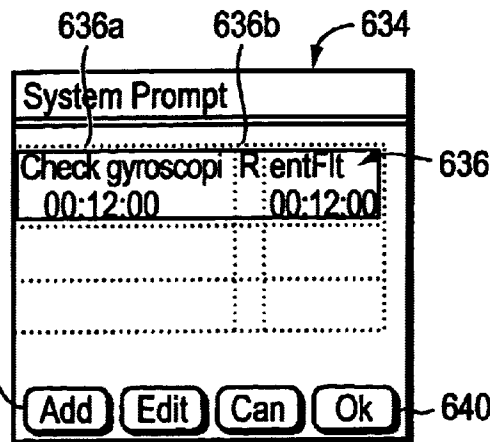 636a 636b 634
System Prompt
Check gyroscopi R entFlt 636
00:12:00 00:12:00
Add Edit Can Ok 640